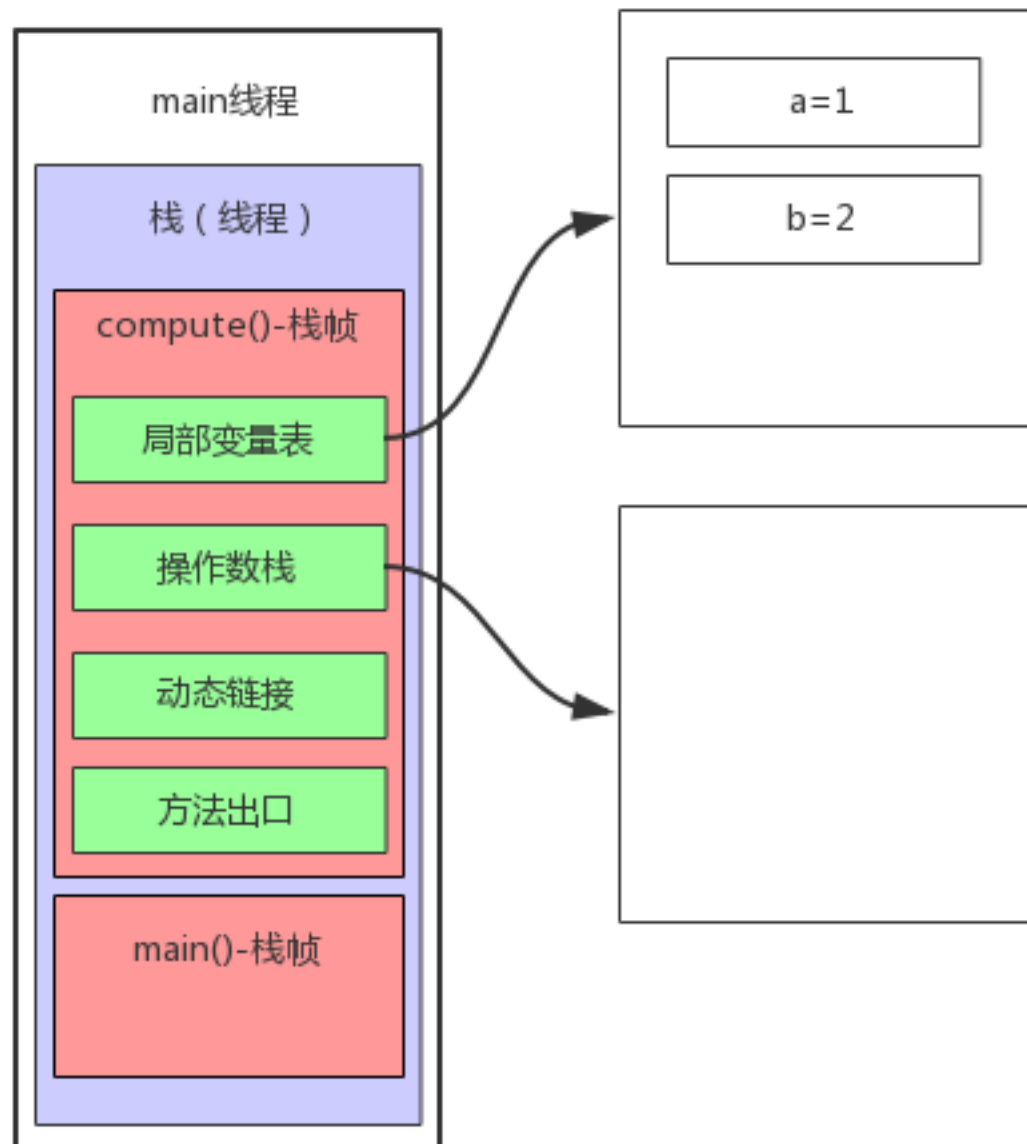 main线程
栈（线程）
compute()-栈帧
局部变量表
操作数栈
动态链接
方法出口
main()-栈帧
a=1
b=2